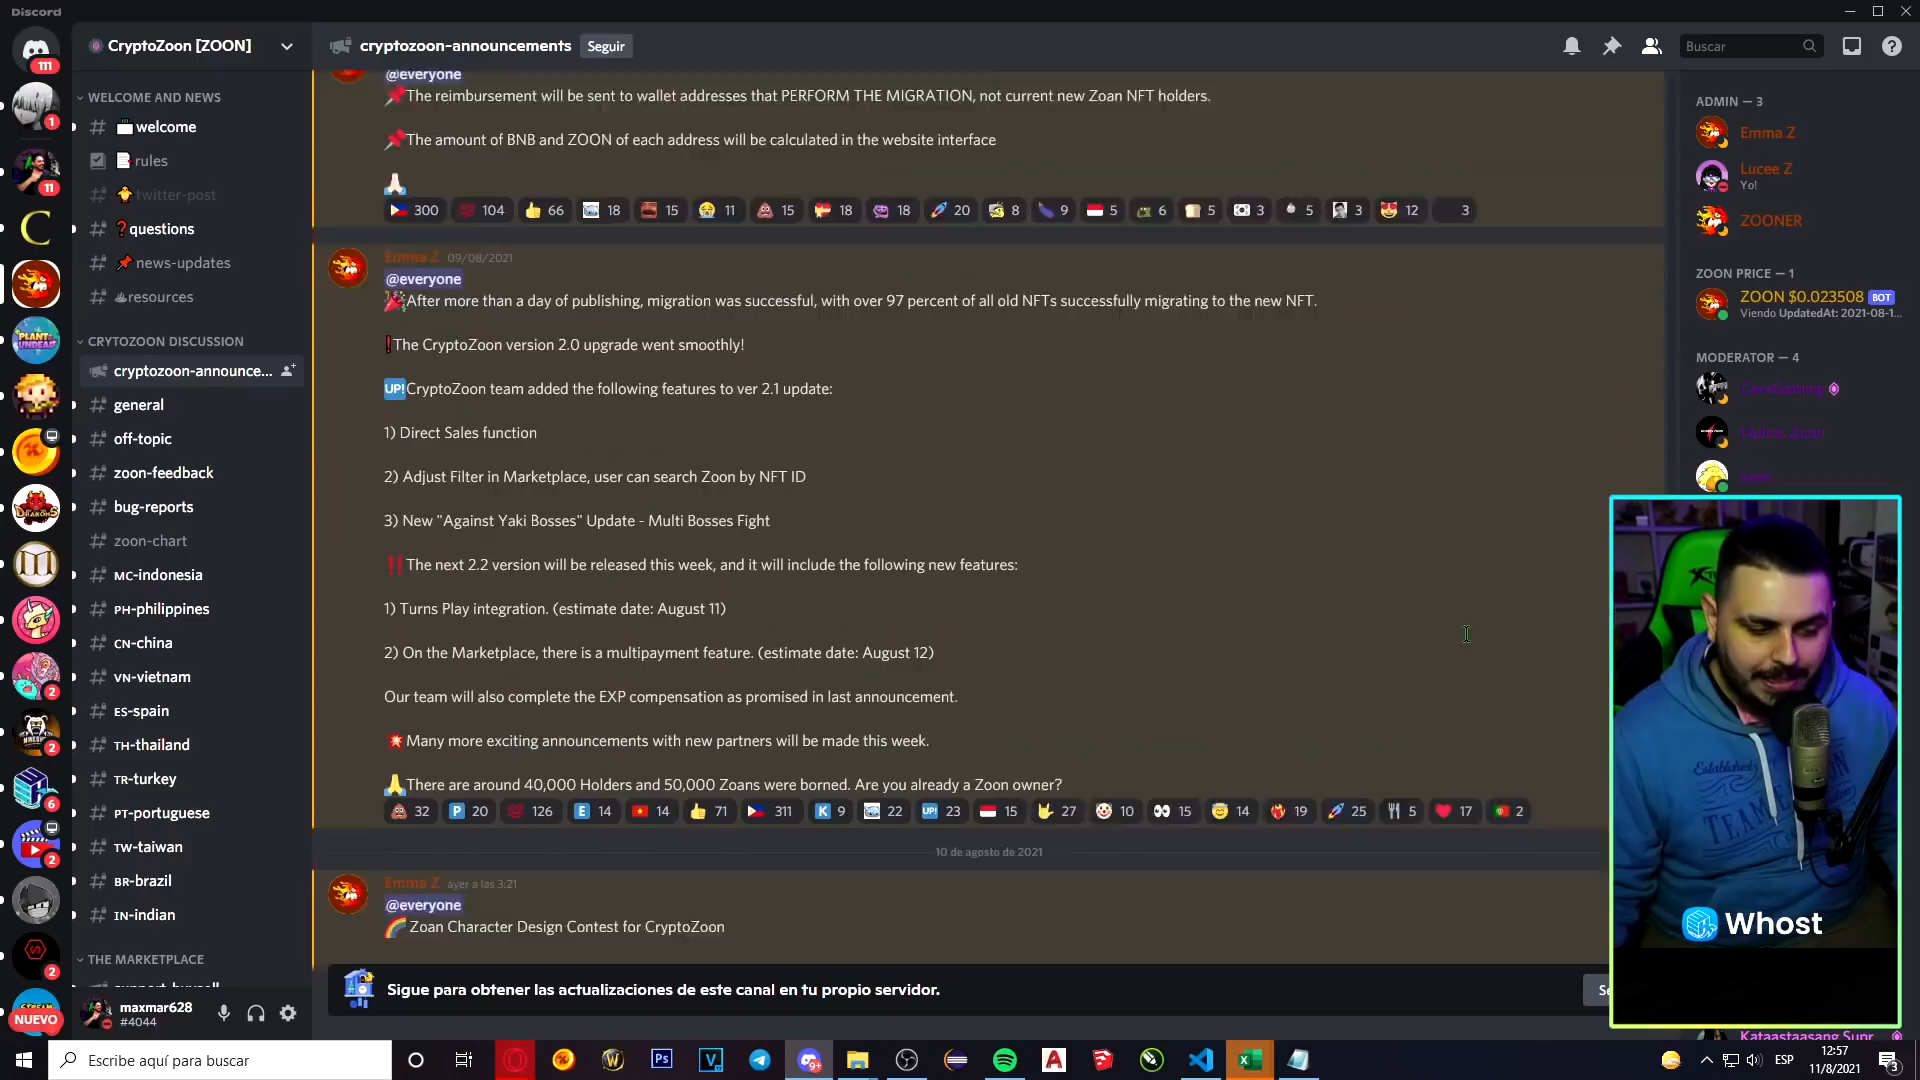 Discord
CryptoZoon [ZOON]
cryptozoon-announcements
Seguir
Buscar
111
1
11
2
2
6
2
2
NUEVO
WELCOME AND NEWS
welcome
rules
twitter-post
questions
news-updates
resources
CRYTOZOON DISCUSSION
cryptozoon-announce...
general
off-topic
zoon-feedback
bug-reports
zoon-chart
MC-indonesia
PH-philippines
CN-china
VN-vietnam
ES-spain
TH-thailand
TR-turkey
PT-portuguese
TW-taiwan
BR-brazil
IN-indian
THE MARKETPLACE
maxmar628
#4044
@everyone
The reimbursement will be sent to wallet addresses that PERFORM THE MIGRATION, not current new Zoan NFT holders.
The amount of BNB and ZOON of each address will be calculated in the website interface
300 104 66 18 15 11 15 18 18 20 8 9 5 6 5 3 5 3 12 3
Emma Z 09/08/2021
@everyone
After more than a day of publishing, migration was successful, with over 97 percent of all old NFTs successfully migrating to the new NFT.
The CryptoZoon version 2.0 upgrade went smoothly!
UP! CryptoZoon team added the following features to ver 2.1 update:
1) Direct Sales function
2) Adjust Filter in Marketplace, user can search Zoon by NFT ID
3) New "Against Yaki Bosses" Update - Multi Bosses Fight
The next 2.2 version will be released this week, and it will include the following new features:
1) Turns Play integration. (estimate date: August 11)
2) On the Marketplace, there is a multipayment feature. (estimate date: August 12)
Our team will also complete the EXP compensation as promised in last announcement.
Many more exciting announcements with new partners will be made this week.
There are around 40,000 Holders and 50,000 Zoans were borned. Are you already a Zoon owner?
32 P 20 126 E 14 14 71 311 K 9 22 UP! 23 15 27 10 15 14 19 25 5 17 2
10 de agosto de 2021
Emma Z ayer a las 3:21
@everyone
Zoan Character Design Contest for CryptoZoon
Sigue para obtener las actualizaciones de este canal en tu propio servidor.
Se
ADMIN — 3
Emma Z
Lucee Z
Yo!
ZOONER
ZOON PRICE — 1
ZOON $0.023508 BOT
Viendo UpdatedAt: 2021-08-1...
MODERATOR — 4
Whost
Kataastaasang Supr
Escribe aquí para buscar
ESP
12:57
11/8/2021
3